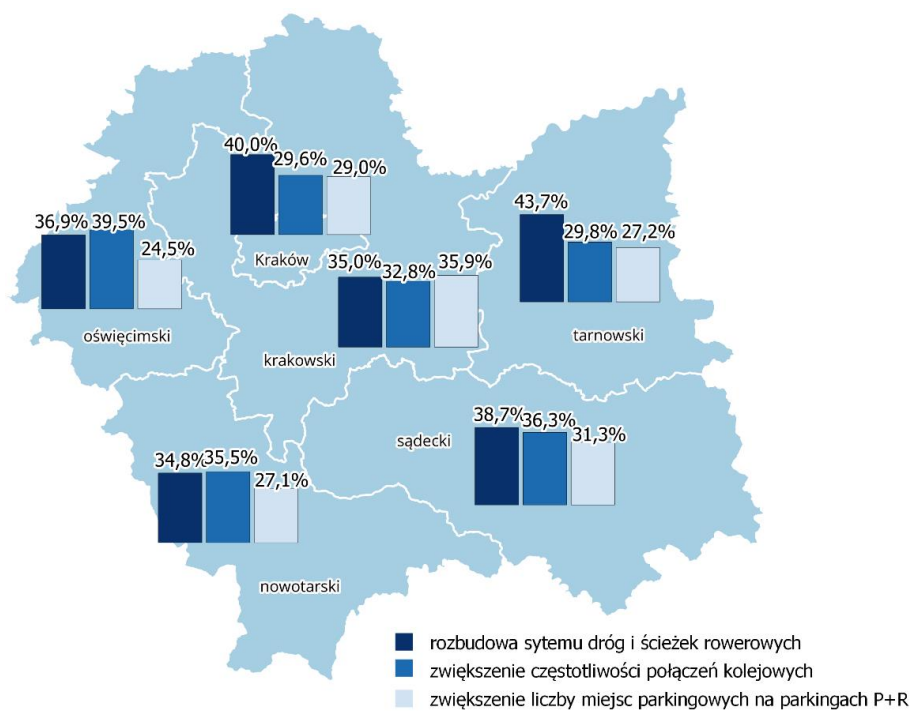 40,0%
29,6%
29,0%
Kraków
36,9%
39,5%
24,5%
oświęcimski
35,0%
32,8%
35,9%
krakowski
43,7%
29,8%
27,2%
tarnowski
38,7%
36,3%
31,3%
sądecki
34,8%
35,5%
27,1%
nowotarski
rozbudowa sytemu dróg i ścieżek rowerowych
zwiększenie częstotliwości połączeń kolejowych
zwiększenie liczby miejsc parkingowych na parkingach P+R